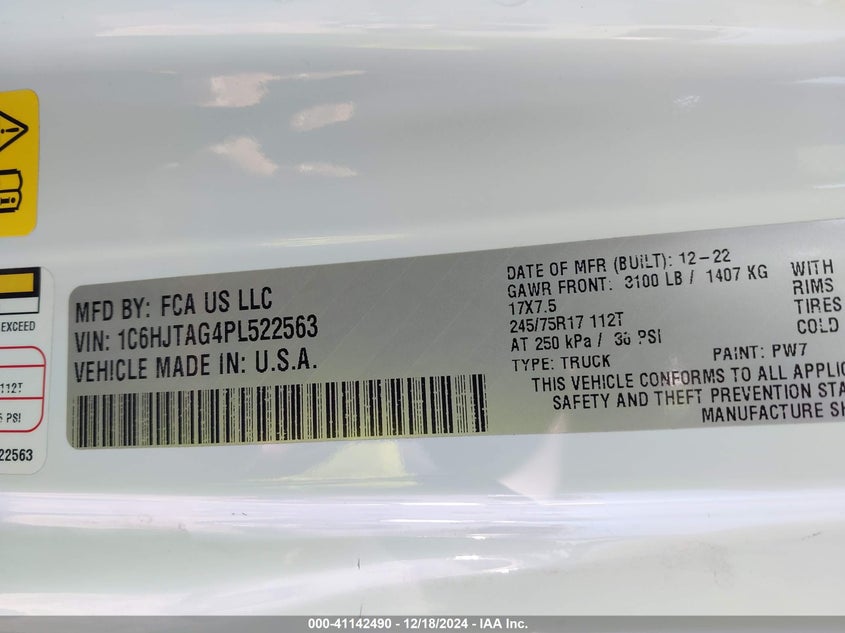 EXCEED
112T
PSI
22563
MFD BY: FCA US LLC
VIN: 1C6HJTAG4PL522563
VEHICLE MADE IN: U.S.A.
DATE OF MFR (BUILT): 12-22
GAWR FRONT: 3100 LB / 1407 KG
WITH
17X7.5
RIMS
245/75R17 112T
TIRES
AT 250 kPa / 36 PSI
COLD
TYPE: TRUCK
PAINT: PW7
THIS VEHICLE CONFORMS TO ALL APPLIC
SAFETY AND THEFT PREVENTION STA
MANUFACTURE SH
000-41142490 – 12/18/2024 – IAA Inc.